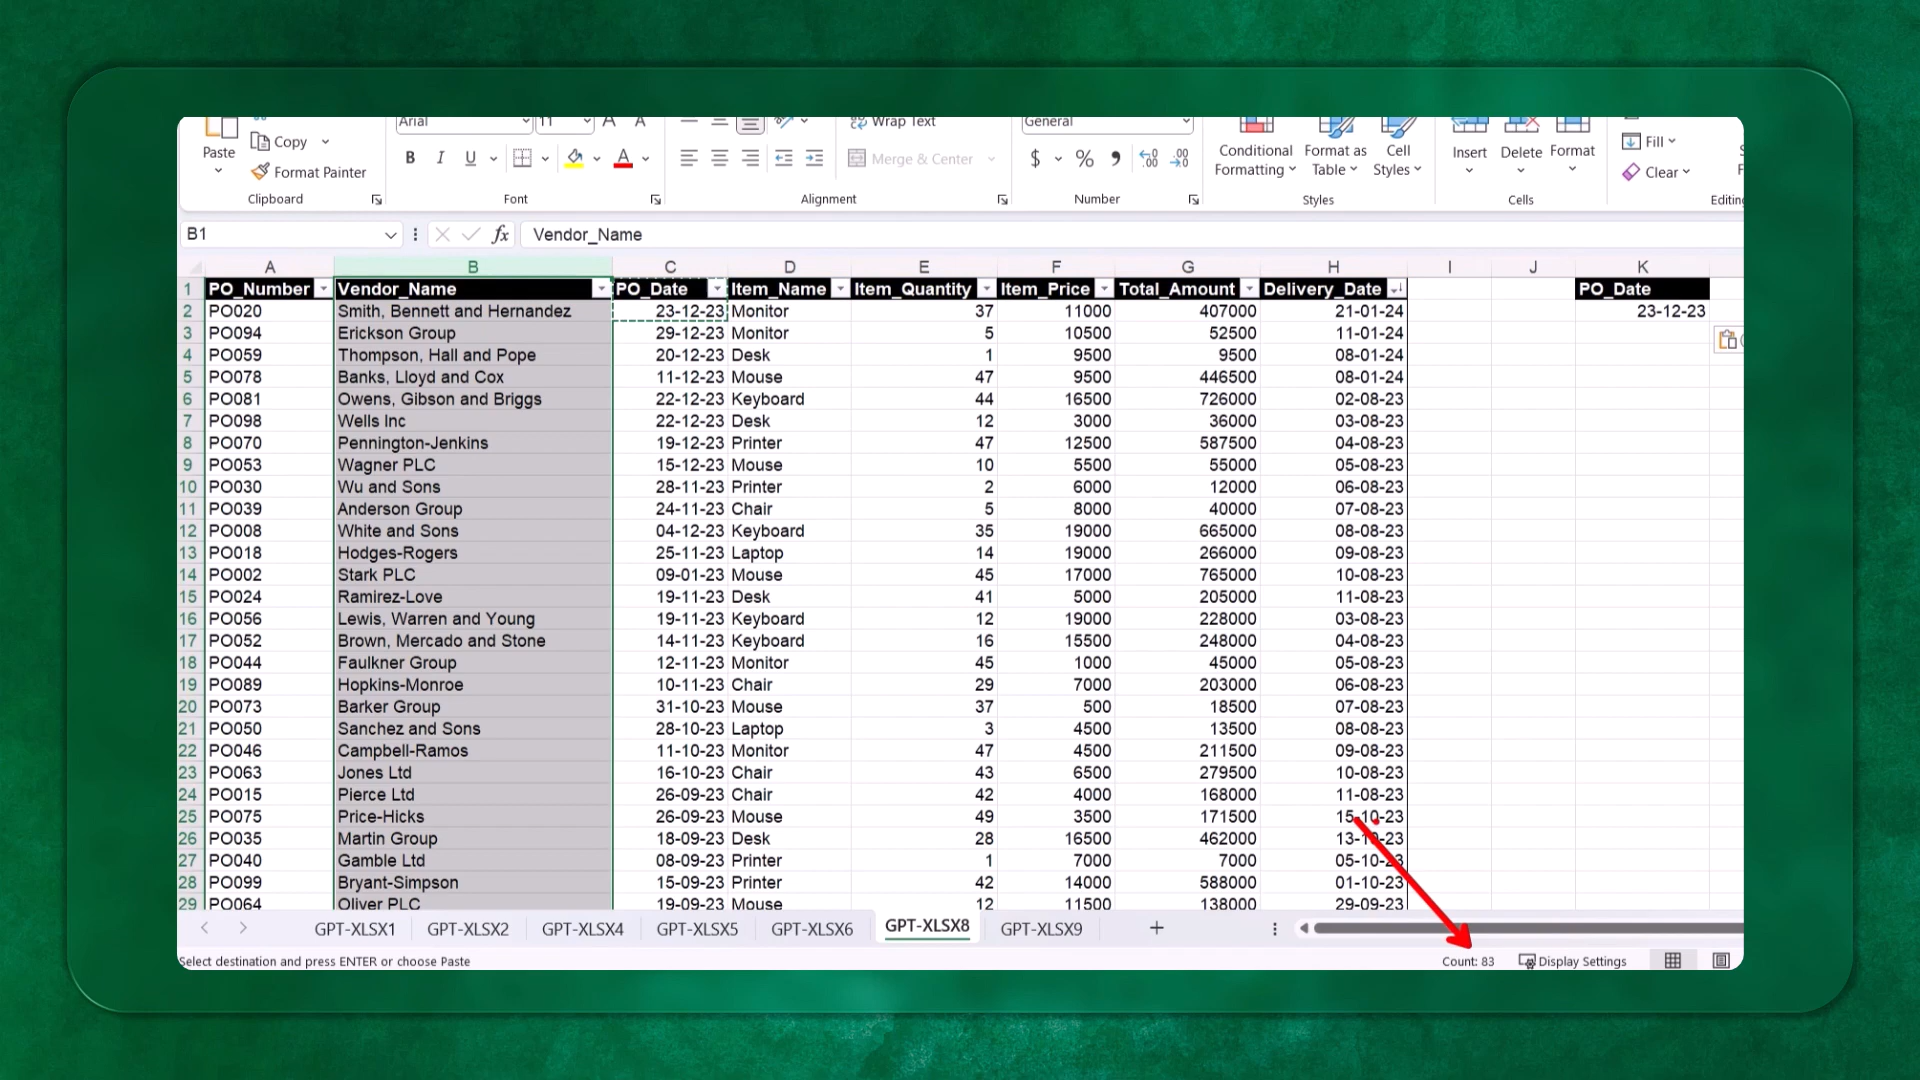 Arial 11 A A Wrap Text General
Paste Copy Format Painter B I U A Merge & Center $ % , Conditional Formatting Format as Table Cell Styles Insert Delete Format Fill Clear
Clipboard Font Alignment Number Styles Cells Editing
B1 fx Vendor_Name
A B C D E F G H I J K
1 PO_Number Vendor_Name PO_Date Item_Name Item_Quantity Item_Price Total_Amount Delivery_Date PO_Date
2 PO020 Smith, Bennett and Hernandez 23-12-23 Monitor 37 11000 407000 21-01-24 23-12-23
3 PO094 Erickson Group 29-12-23 Monitor 5 10500 52500 11-01-24
4 PO059 Thompson, Hall and Pope 20-12-23 Desk 1 9500 9500 08-01-24
5 PO078 Banks, Lloyd and Cox 11-12-23 Mouse 47 9500 446500 08-01-24
6 PO081 Owens, Gibson and Briggs 22-12-23 Keyboard 44 16500 726000 02-08-23
7 PO098 Wells Inc 22-12-23 Desk 12 3000 36000 03-08-23
8 PO070 Pennington-Jenkins 19-12-23 Printer 47 12500 587500 04-08-23
9 PO053 Wagner PLC 15-12-23 Mouse 10 5500 55000 05-08-23
10 PO030 Wu and Sons 28-11-23 Printer 2 6000 12000 06-08-23
11 PO039 Anderson Group 24-11-23 Chair 5 8000 40000 07-08-23
12 PO008 White and Sons 04-12-23 Keyboard 35 19000 665000 08-08-23
13 PO018 Hodges-Rogers 25-11-23 Laptop 14 19000 266000 09-08-23
14 PO002 Stark PLC 09-01-23 Mouse 45 17000 765000 10-08-23
15 PO024 Ramirez-Love 19-11-23 Desk 41 5000 205000 11-08-23
16 PO056 Lewis, Warren and Young 19-11-23 Keyboard 12 19000 228000 03-08-23
17 PO052 Brown, Mercado and Stone 14-11-23 Keyboard 16 15500 248000 04-08-23
18 PO044 Faulkner Group 12-11-23 Monitor 45 1000 45000 05-08-23
19 PO089 Hopkins-Monroe 10-11-23 Chair 29 7000 203000 06-08-23
20 PO073 Barker Group 31-10-23 Mouse 37 500 18500 07-08-23
21 PO050 Sanchez and Sons 28-10-23 Laptop 3 4500 13500 08-08-23
22 PO046 Campbell-Ramos 11-10-23 Monitor 47 4500 211500 09-08-23
23 PO063 Jones Ltd 16-10-23 Chair 43 6500 279500 10-08-23
24 PO015 Pierce Ltd 26-09-23 Chair 42 4000 168000 11-08-23
25 PO075 Price-Hicks 26-09-23 Mouse 49 3500 171500 15-10-23
26 PO035 Martin Group 18-09-23 Desk 28 16500 462000 13-10-23
27 PO040 Gamble Ltd 08-09-23 Printer 1 7000 7000 05-10-23
28 PO099 Bryant-Simpson 15-09-23 Printer 42 14000 588000 01-10-23
29 PO064 Oliver PLC 19-09-23 Mouse 12 11500 138000 29-09-23
GPT-XLSX1 GPT-XLSX2 GPT-XLSX4 GPT-XLSX5 GPT-XLSX6 GPT-XLSX8 GPT-XLSX9 +
Select destination and press ENTER or choose Paste Count: 83 Display Settings